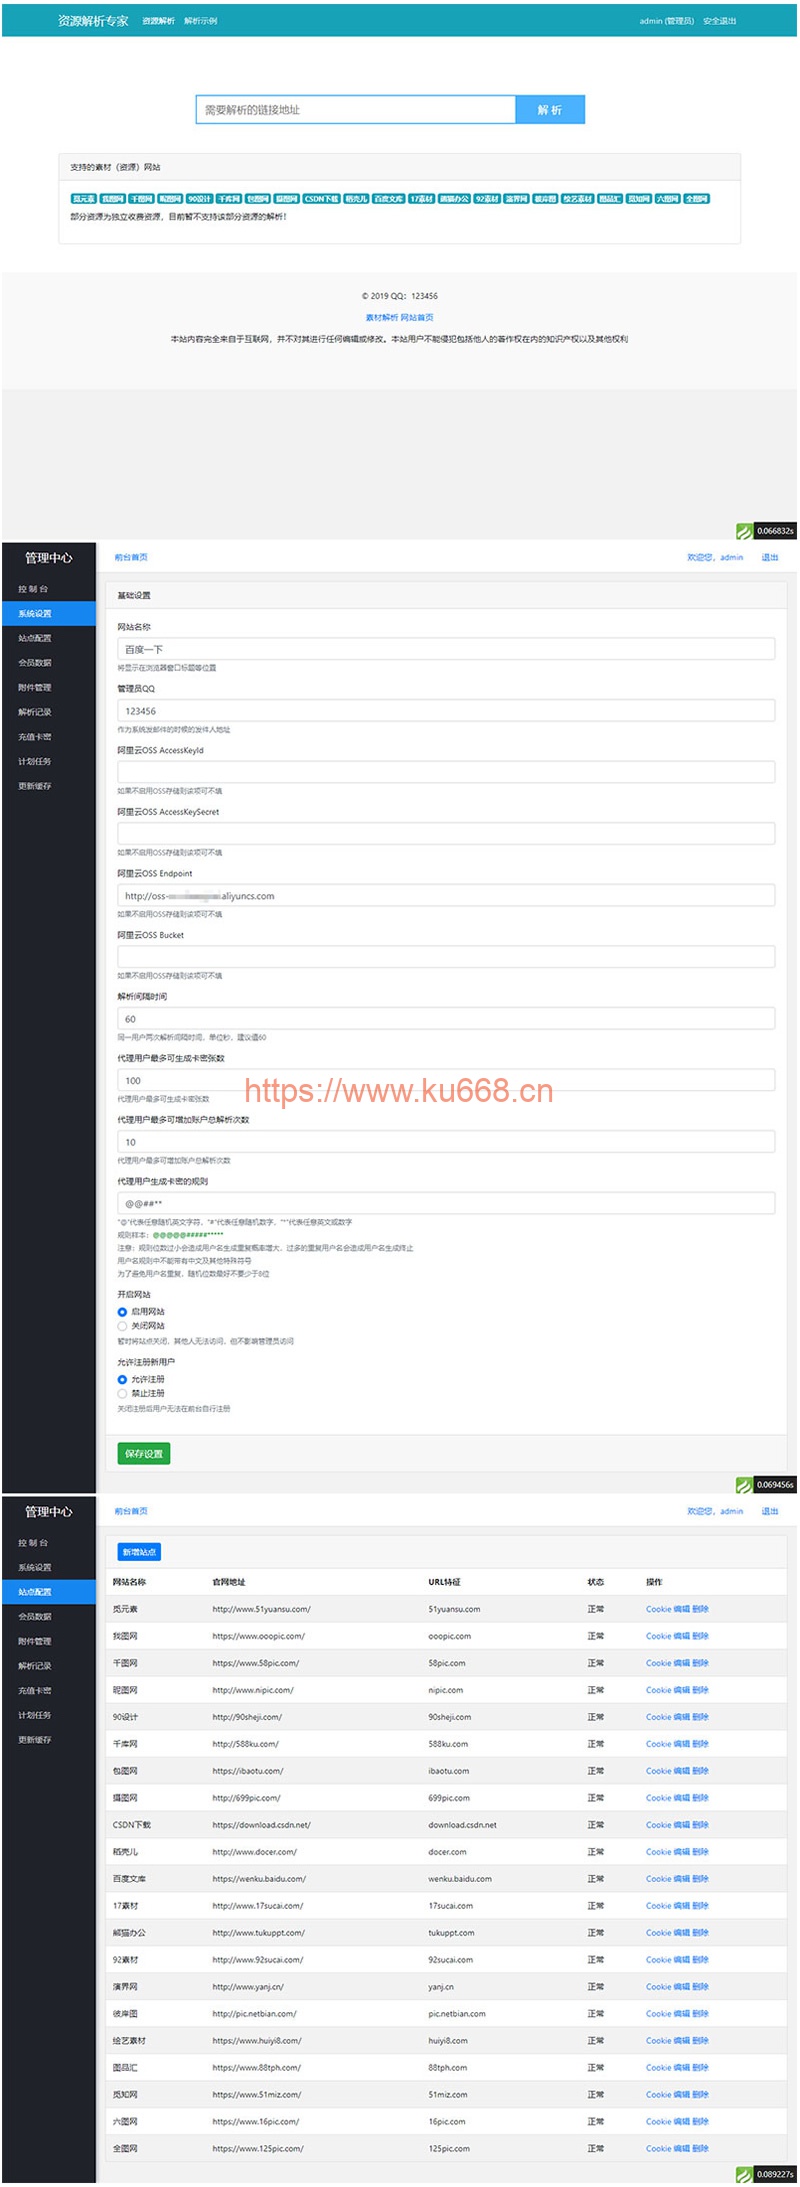 资源解析专家 资源解析 解析示例 admin (管理员) 安全退出
需要解析的链接地址 解 析
支持的素材（资源）网站
觅元素 我图网 千图网 昵图网 90设计 千库网 包图网 摄图网 CSDN下载 稻壳儿 百度文库 17素材 熊猫办公 92素材 演界网 彼岸图 绘艺素材 图品汇 觅知网 六图网 全图网
部分资源为独立收费资源，目前暂不支持该部分资源的解析!
© 2019 QQ：123456
素材解析 网站首页
本站内容完全来自于互联网，并不对其进行任何编辑或修改。本站用户不能侵犯包括他人的著作权在内的知识产权以及其他权利
0.066832s
管理中心 前台首页 欢迎您，admin 退出
控 制 台
系统设置
站点配置
会员数据
附件管理
解析记录
充值卡密
计划任务
更新缓存
基础设置
网站名称
百度一下
将显示在浏览器窗口标题等位置
管理员QQ
123456
作为系统发邮件的时候的发件人地址
阿里云OSS AccessKeyId
如果不启用OSS存储则该项可不填
阿里云OSS AccessKeySecret
如果不启用OSS存储则该项可不填
阿里云OSS Endpoint
http://oss- .aliyuncs.com
如果不启用OSS存储则该项可不填
阿里云OSS Bucket
如果不启用OSS存储则该项可不填
解析间隔时间
60
同一用户两次解析间隔时间，单位秒，建议值60
代理用户最多可生成卡密张数
100
代理用户最多可生成卡密张数
https://www.ku668.cn
代理用户最多可增加账户总解析次数
10
代理用户最多可增加账户总解析次数
代理用户生成卡密的规则
@@##**
"@"代表任意随机英文字符，"#"代表任意随机数字，"*"代表任意英文或数字
规则样本：@@@@@#####*****
注意：规则位数过小会造成用户名生成重复概率增大，过多的重复用户名会造成用户名生成终止
用户名规则中不能带有中文及其他特殊符号
为了避免用户名重复，随机位数最好不要少于8位
开启网站
启用网站
关闭网站
暂时将站点关闭，其他人无法访问，但不影响管理员访问
允许注册新用户
允许注册
禁止注册
关闭注册后用户无法在前台自行注册
保存设置
0.069456s
管理中心 前台首页 欢迎您，admin 退出
控 制 台
系统设置
站点配置
会员数据
附件管理
解析记录
充值卡密
计划任务
更新缓存
新增站点
网站名称 官网地址 URL特征 状态 操作
觅元素 http://www.51yuansu.com/ 51yuansu.com 正常 Cookie 编辑 删除
我图网 https://www.ooopic.com/ ooopic.com 正常 Cookie 编辑 删除
千图网 https://www.58pic.com/ 58pic.com 正常 Cookie 编辑 删除
昵图网 http://www.nipic.com/ nipic.com 正常 Cookie 编辑 删除
90设计 http://90sheji.com/ 90sheji.com 正常 Cookie 编辑 删除
千库网 http://588ku.com/ 588ku.com 正常 Cookie 编辑 删除
包图网 https://ibaotu.com/ ibaotu.com 正常 Cookie 编辑 删除
摄图网 http://699pic.com/ 699pic.com 正常 Cookie 编辑 删除
CSDN下载 https://download.csdn.net/ download.csdn.net 正常 Cookie 编辑 删除
稻壳儿 http://www.docer.com/ docer.com 正常 Cookie 编辑 删除
百度文库 https://wenku.baidu.com/ wenku.baidu.com 正常 Cookie 编辑 删除
17素材 http://www.17sucai.com/ 17sucai.com 正常 Cookie 编辑 删除
熊猫办公 http://www.tukuppt.com/ tukuppt.com 正常 Cookie 编辑 删除
92素材 http://www.92sucai.com/ 92sucai.com 正常 Cookie 编辑 删除
演界网 http://www.yanj.cn/ yanj.cn 正常 Cookie 编辑 删除
彼岸图 http://pic.netbian.com/ pic.netbian.com 正常 Cookie 编辑 删除
绘艺素材 https://www.huiyi8.com/ huiyi8.com 正常 Cookie 编辑 删除
图品汇 https://www.88tph.com/ 88tph.com 正常 Cookie 编辑 删除
觅知网 https://www.51miz.com/ 51miz.com 正常 Cookie 编辑 删除
六图网 https://www.16pic.com/ 16pic.com 正常 Cookie 编辑 删除
全图网 https://www.125pic.com/ 125pic.com 正常 Cookie 编辑 删除
0.089227s